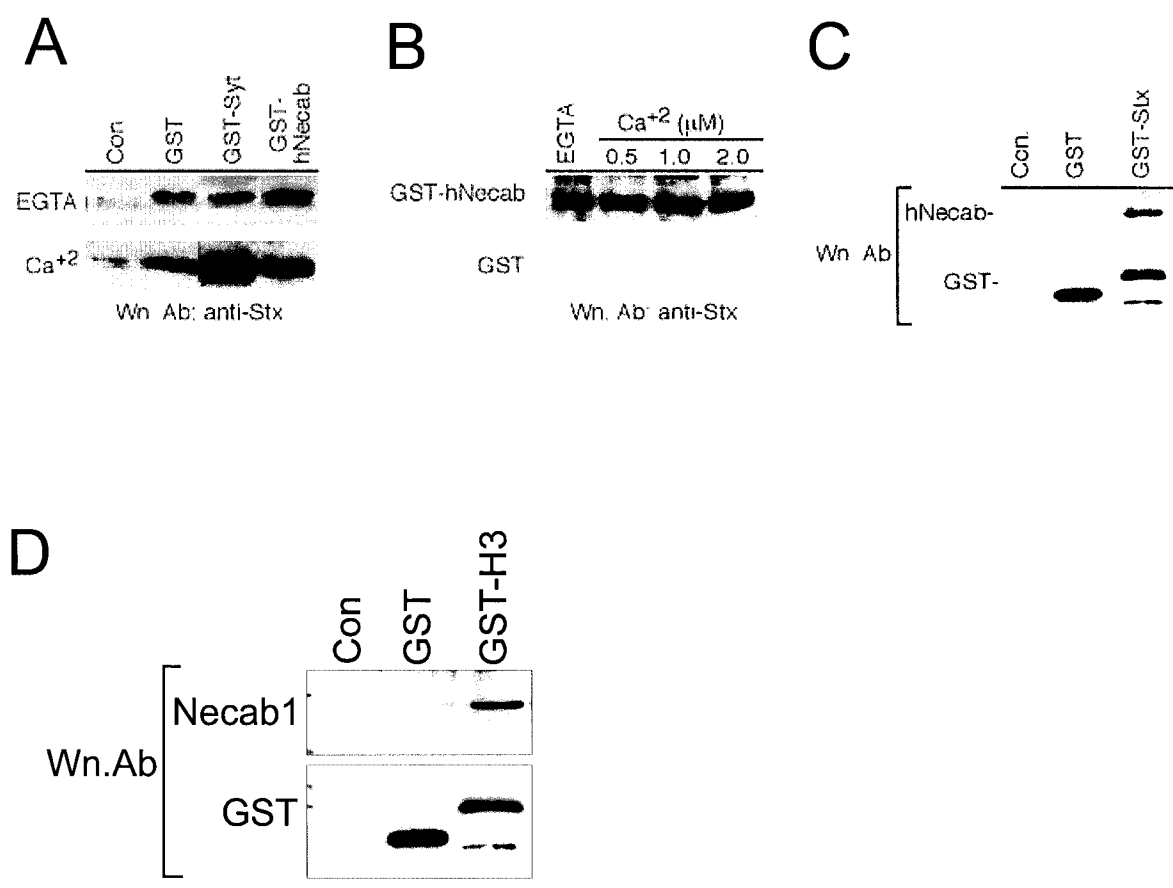 A
Con
GST
GST-Syt
GST-
hNecab
EGTA
Ca+2
Wn Ab: anti-Stx
B
EGTA
Ca+2 (μM)
0.5 1.0 2.0
GST-hNecab
GST
Wn. Ab: anti-Stx
C
Con.
GST
GST-Stx
hNecab-
Wn Ab
GST-
D
Con
GST
GST-H3
Necab1
Wn.Ab
GST